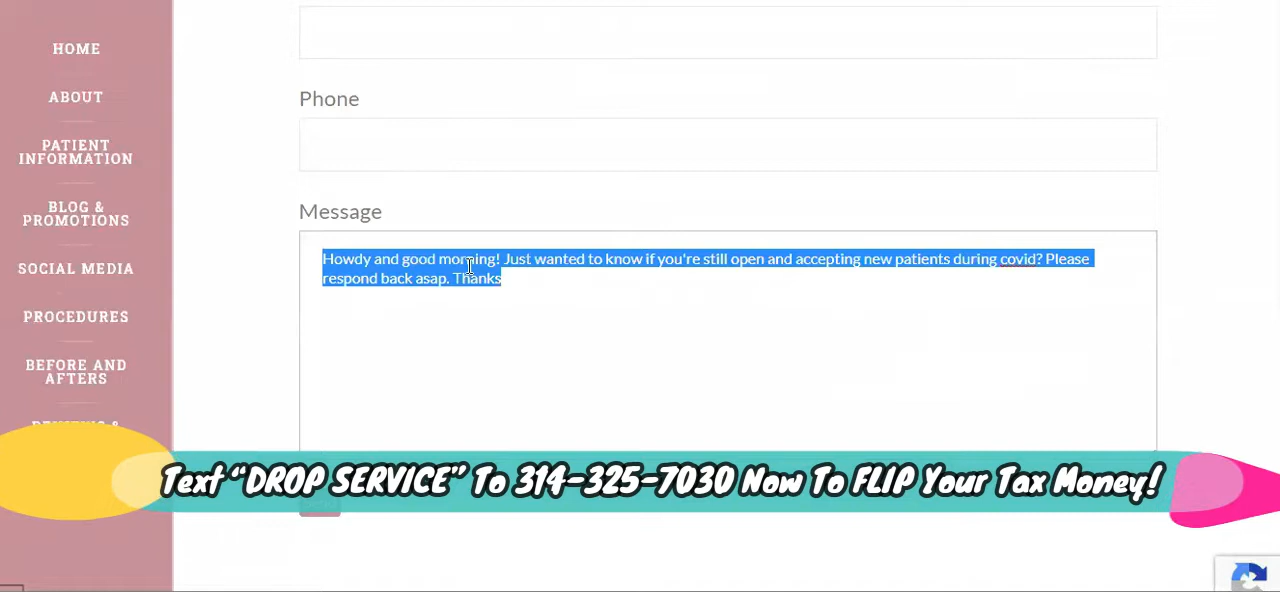 HOME
ABOUT
PATIENT
INFORMATION
BLOG &
PROMOTIONS
SOCIAL MEDIA
PROCEDURES
BEFORE AND
AFTERS
Phone
Message
Howdy and good morning! Just wanted to know if you're still open and accepting new patients during covid? Please
respond back asap. Thanks
Text “DROP SERVICE” To 314-325-7030 Now To FLIP Your Tax Money!